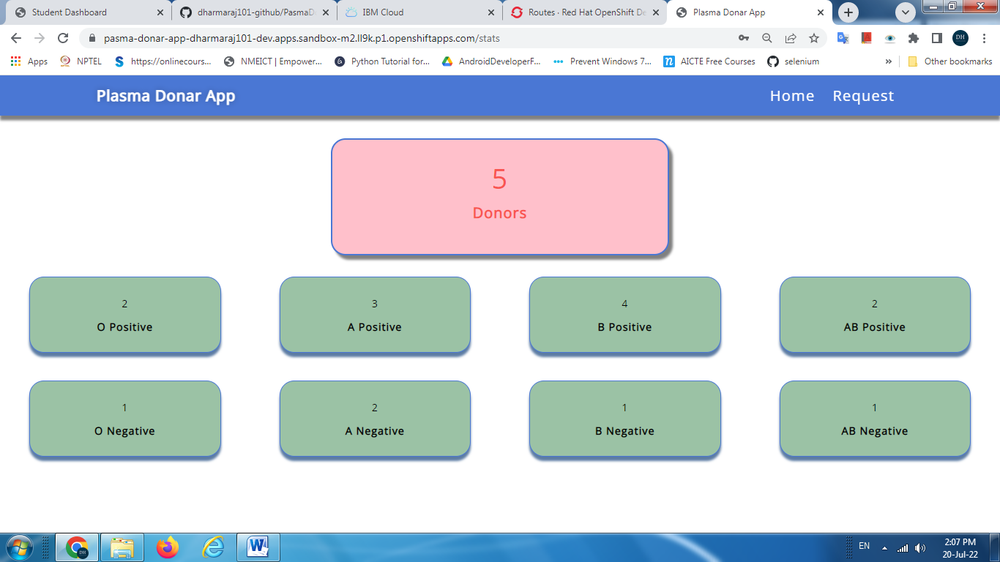 Student Dashboard
dharmaraj101-github/PasmaD
IBM Cloud
Routes · Red Hat OpenShift De
Plasma Donar App
pasma-donar-app-dharmaraj101-dev.apps.sandbox-m2.ll9k.p1.openshiftapps.com/stats
DH
Apps
NPTEL
https://onlinecours...
NMEICT | Empower...
Python Tutorial for...
AndroidDeveloperF...
Prevent Windows 7...
AICTE Free Courses
selenium
»
Other bookmarks
Plasma Donar App
Home
Request
5
Donors
2
O Positive
3
A Positive
4
B Positive
2
AB Positive
1
O Negative
2
A Negative
1
B Negative
1
AB Negative
DH
EN
2:07 PM
20-Jul-22